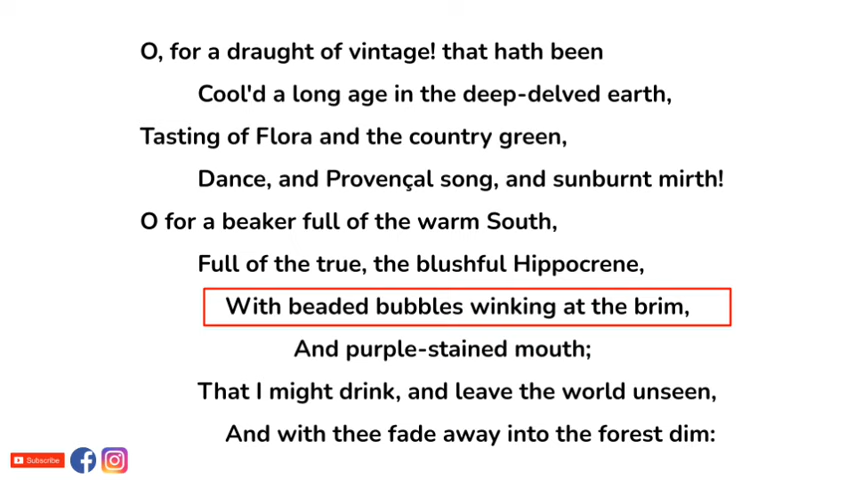 O, for a draught of vintage! that hath been
Cool'd a long age in the deep-delved earth,
Tasting of Flora and the country green,
Dance, and Provençal song, and sunburnt mirth!
O for a beaker full of the warm South,
Full of the true, the blushful Hippocrene,
With beaded bubbles winking at the brim,
And purple-stained mouth;
That I might drink, and leave the world unseen,
And with thee fade away into the forest dim:
Subscribe